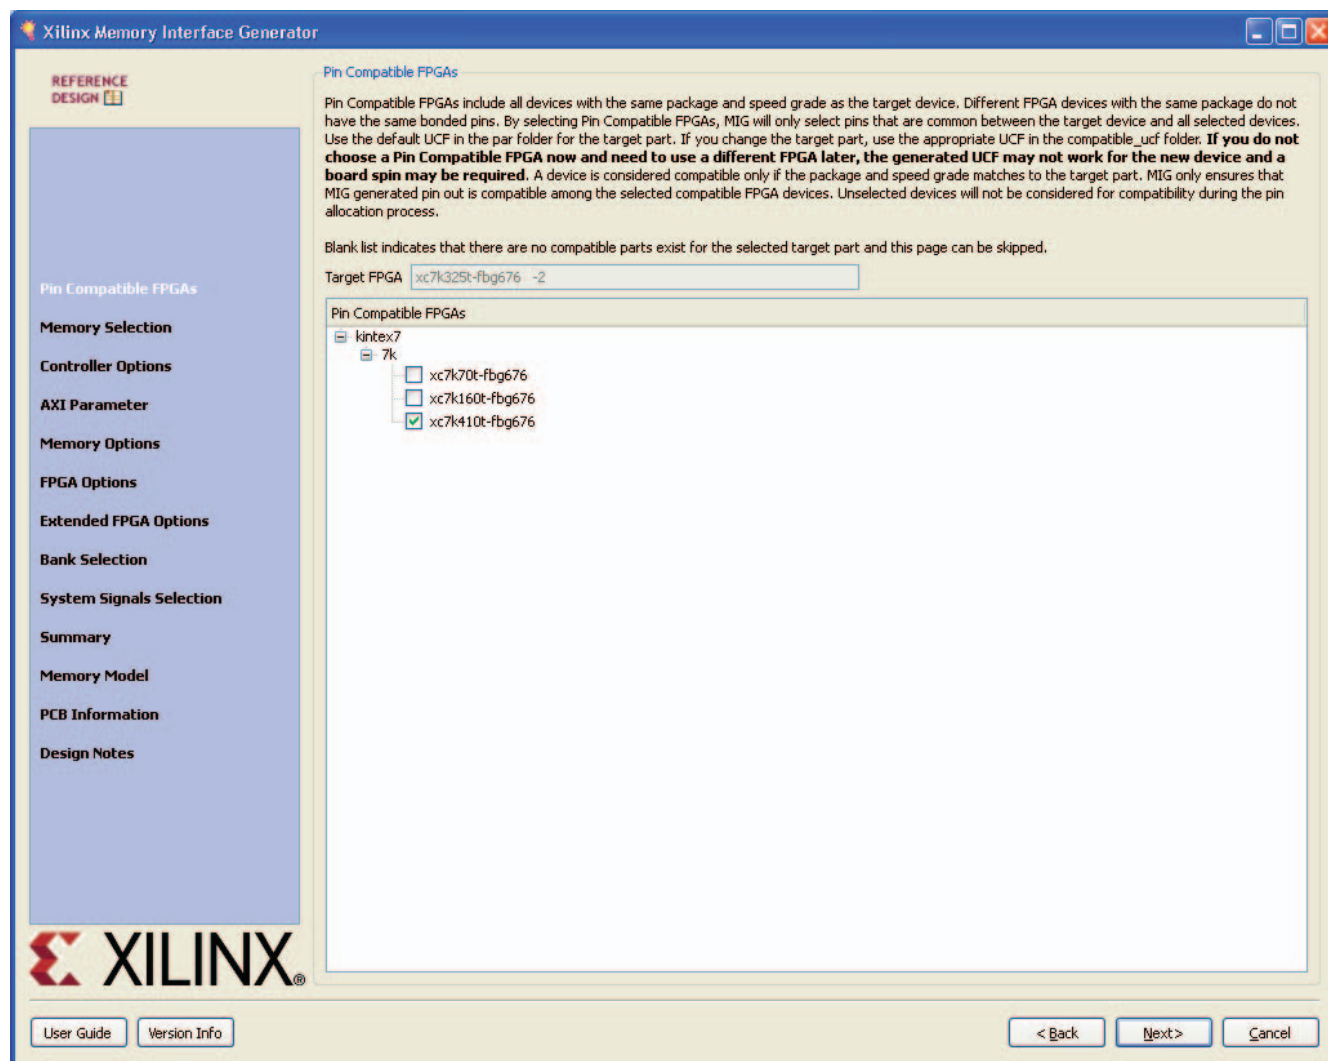 Xilinx Memory Interface Generator
REFERENCE
DESIGN
Pin Compatible FPGAs
Memory Selection
Controller Options
AXI Parameter
Memory Options
FPGA Options
Extended FPGA Options
Bank Selection
System Signals Selection
Summary
Memory Model
PCB Information
Design Notes
XILINX®
Pin Compatible FPGAs
Pin Compatible FPGAs include all devices with the same package and speed grade as the target device. Different FPGA devices with the same package do not
have the same bonded pins. By selecting Pin Compatible FPGAs, MIG will only select pins that are common between the target device and all selected devices.
Use the default UCF in the par folder for the target part. If you change the target part, use the appropriate UCF in the compatible_ucf folder. If you do not
choose a Pin Compatible FPGA now and need to use a different FPGA later, the generated UCF may not work for the new device and a
board spin may be required. A device is considered compatible only if the package and speed grade matches to the target part. MIG only ensures that
MIG generated pin out is compatible among the selected compatible FPGA devices. Unselected devices will not be considered for compatibility during the pin
allocation process.
Blank list indicates that there are no compatible parts exist for the selected target part and this page can be skipped.
Target FPGA xc7k325t-fbg676 -2
Pin Compatible FPGAs
kintex7
7k
xc7k70t-fbg676
xc7k160t-fbg676
xc7k410t-fbg676
User Guide Version Info < Back Next> Cancel